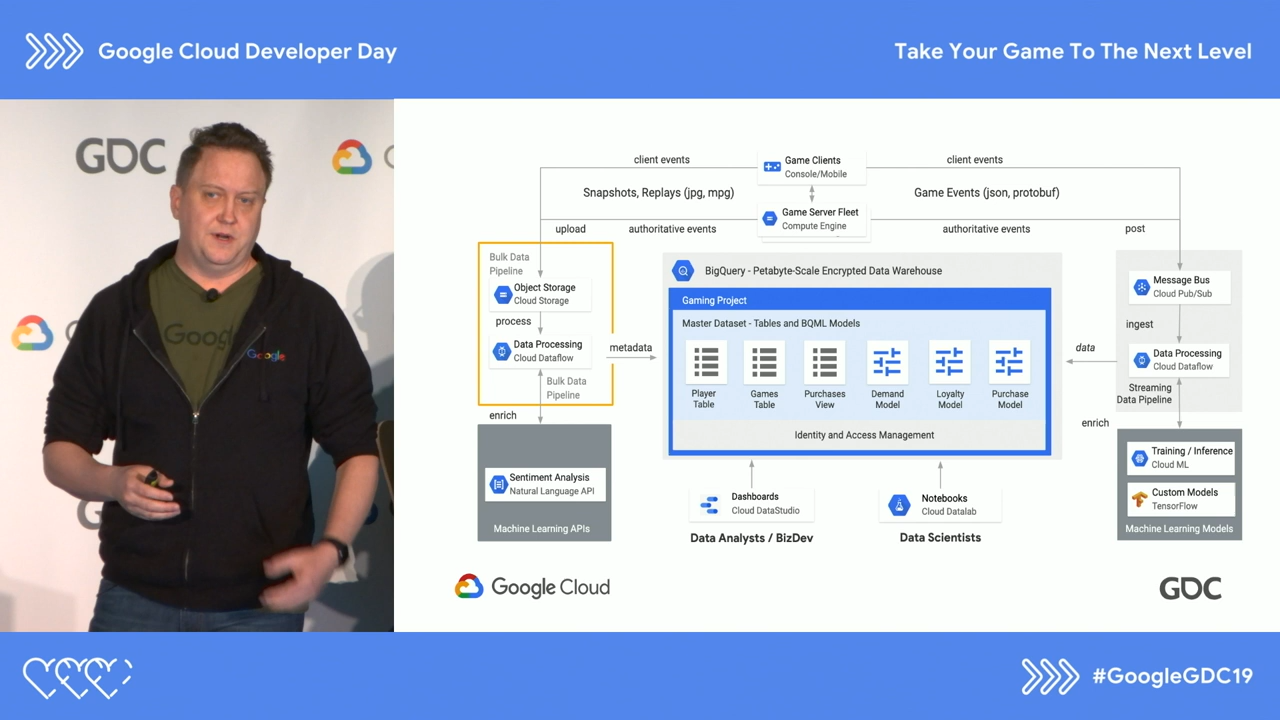 Google Cloud Developer Day
Take Your Game To The Next Level
GDC
Google
Google
client events
Game Clients
Console/Mobile
client events
Snapshots, Replays (jpg, mpg)
Game Events (json, protobuf)
Game Server Fleet
Compute Engine
upload
authoritative events
authoritative events
post
Bulk Data
Pipeline
Object Storage
Cloud Storage
process
Data Processing
Cloud Dataflow
Bulk Data
Pipeline
metadata
enrich
Sentiment Analysis
Natural Language API
Machine Learning APIs
BigQuery - Petabyte-Scale Encrypted Data Warehouse
Gaming Project
Master Dataset - Tables and BQML Models
Player
Table
Games
Table
Purchases
View
Demand
Model
Loyalty
Model
Purchase
Model
Identity and Access Management
Dashboards
Cloud DataStudio
Data Analysts / BizDev
Notebooks
Cloud Datalab
Data Scientists
Message Bus
Cloud Pub/Sub
ingest
data
Data Processing
Cloud Dataflow
Streaming
Data Pipeline
enrich
Training / Inference
Cloud ML
Custom Models
TensorFlow
Machine Learning Models
Google Cloud
GDC
#GoogleGDC19